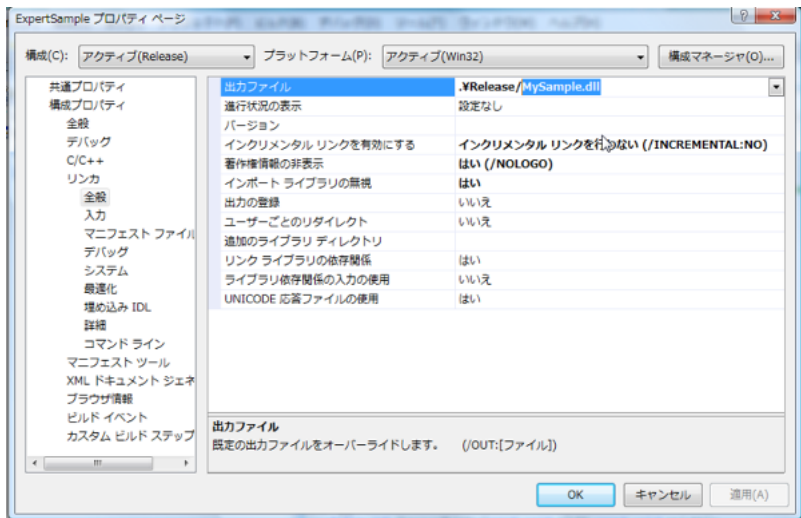 ExpertSample プロパティ ページ
構成(C): アクティブ(Release) プラットフォーム(P): アクティブ(Win32) 構成マネージャ(O)...
共通プロパティ
構成プロパティ
全般
デバッグ
C/C++
リンカ
全般
入力
マニフェスト ファイル
デバッグ
システム
最適化
埋め込み IDL
詳細
コマンド ライン
マニフェスト ツール
XML ドキュメント ジェネ
ブラウザ情報
ビルド イベント
カスタム ビルド ステップ
出力ファイル .¥Release/MySample.dll
進行状況の表示 設定なし
バージョン
インクリメンタル リンクを有効にする インクリメンタル リンクを行わない (/INCREMENTAL:NO)
著作権情報の非表示 はい (/NOLOGO)
インポート ライブラリの無視 はい
出力の登録 いいえ
ユーザーごとのリダイレクト いいえ
追加のライブラリ ディレクトリ
リンク ライブラリの依存関係 はい
ライブラリ依存関係の入力の使用 いいえ
UNICODE 応答ファイルの使用 はい
出力ファイル
既定の出力ファイルをオーバーライドします。 (/OUT:[ファイル])
OK キャンセル 適用(A)